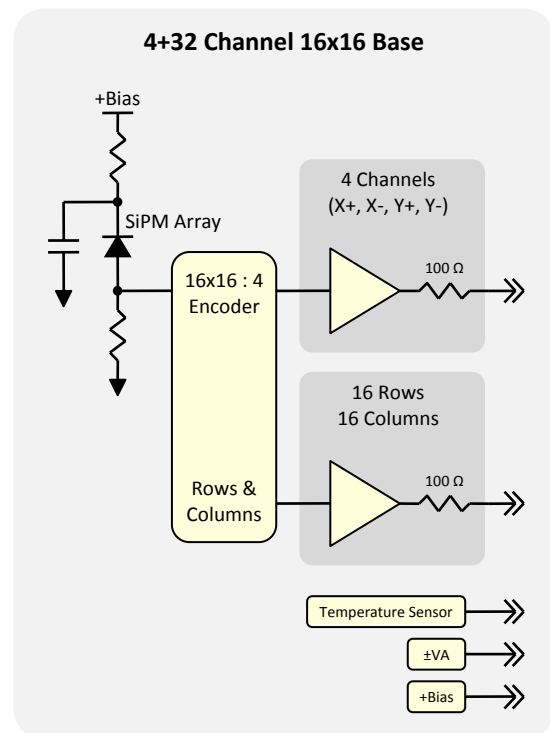 4+32 Channel 16x16 Base
+Bias
SiPM Array
16x16 : 4
Encoder
Rows &
Columns
4 Channels
(X+, X-, Y+, Y-)
100 Ω
16 Rows
16 Columns
100 Ω
Temperature Sensor
±VA
+Bias